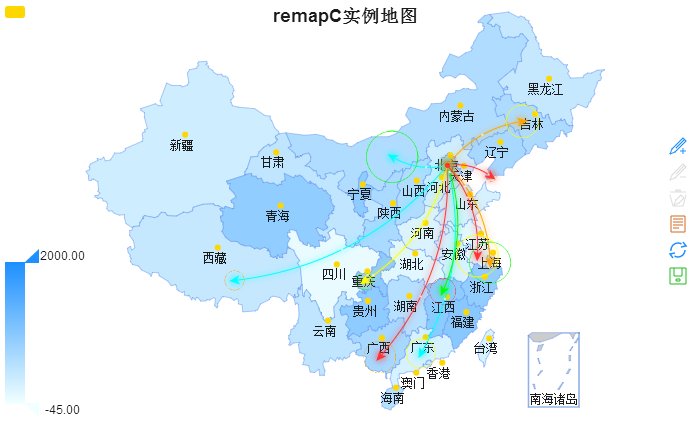 remapC实例地图
黑龙江
内蒙古
吉林
新疆
辽宁
甘肃
北京
天津
宁夏
山西
河北
陕西
山东
青海
河南
江苏
西藏
安徽
上海
湖北
四川
重庆
浙江
2000.00
湖南
江西
贵州
福建
云南
广西
广东
台湾
香港
澳门
海南
南海诸岛
-45.00